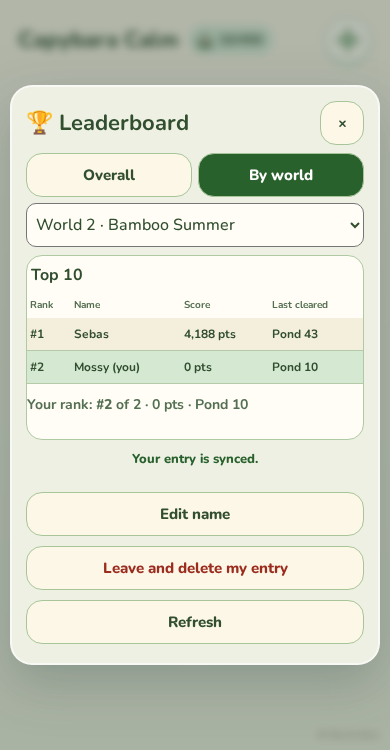 Capybara Calm
🏆 Leaderboard
×
Overall
By world
World 2 · Bamboo Summer
Top 10
Rank Name Score Last cleared
#1 Sebas 4,188 pts Pond 43
#2 Mossy (you) 0 pts Pond 10
Your rank: #2 of 2 · 0 pts · Pond 10
Your entry is synced.
Edit name
Leave and delete my entry
Refresh